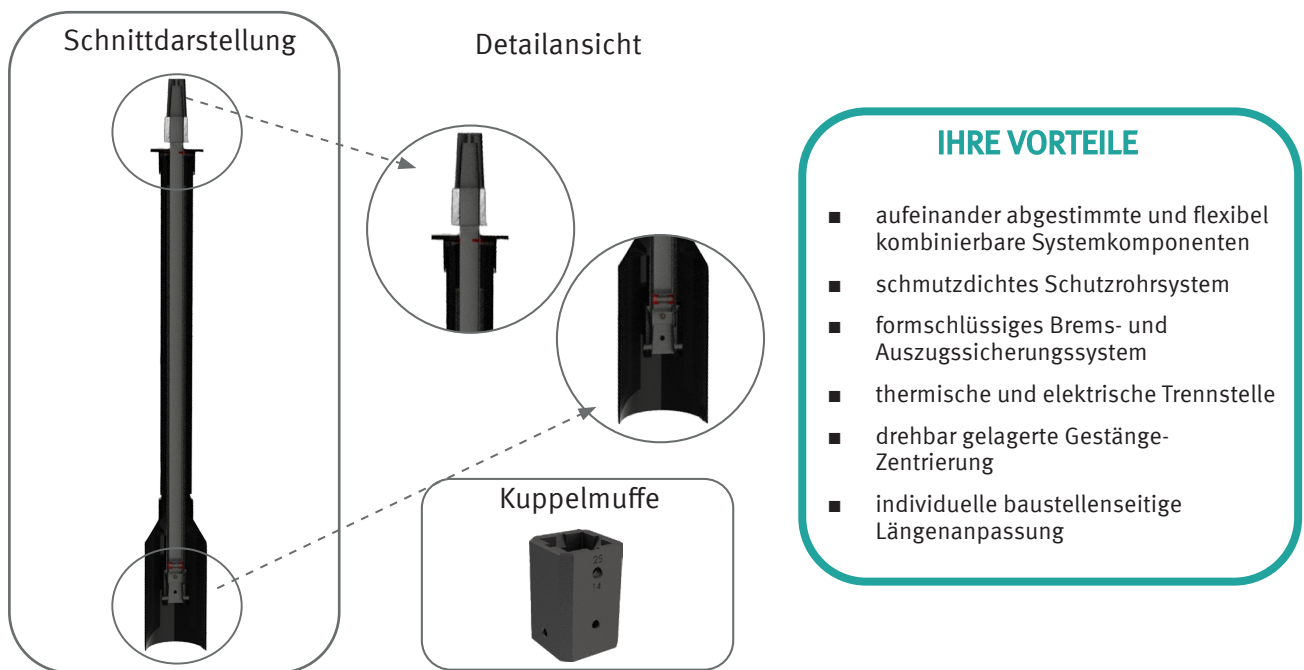 Schnittdarstellung
Detailansicht
Kuppelmuffe
25
14
IHRE VORTEILE
■ aufeinander abgestimmte und flexibel
kombinierbare Systemkomponenten
■ schmutzdichtes Schutzrohrsystem
■ formschlüssiges Brems- und
Auszugssicherungssystem
■ thermische und elektrische Trennstelle
■ drehbar gelagerte Gestänge-
Zentrierung
■ individuelle baustellenseitige
Längenanpassung